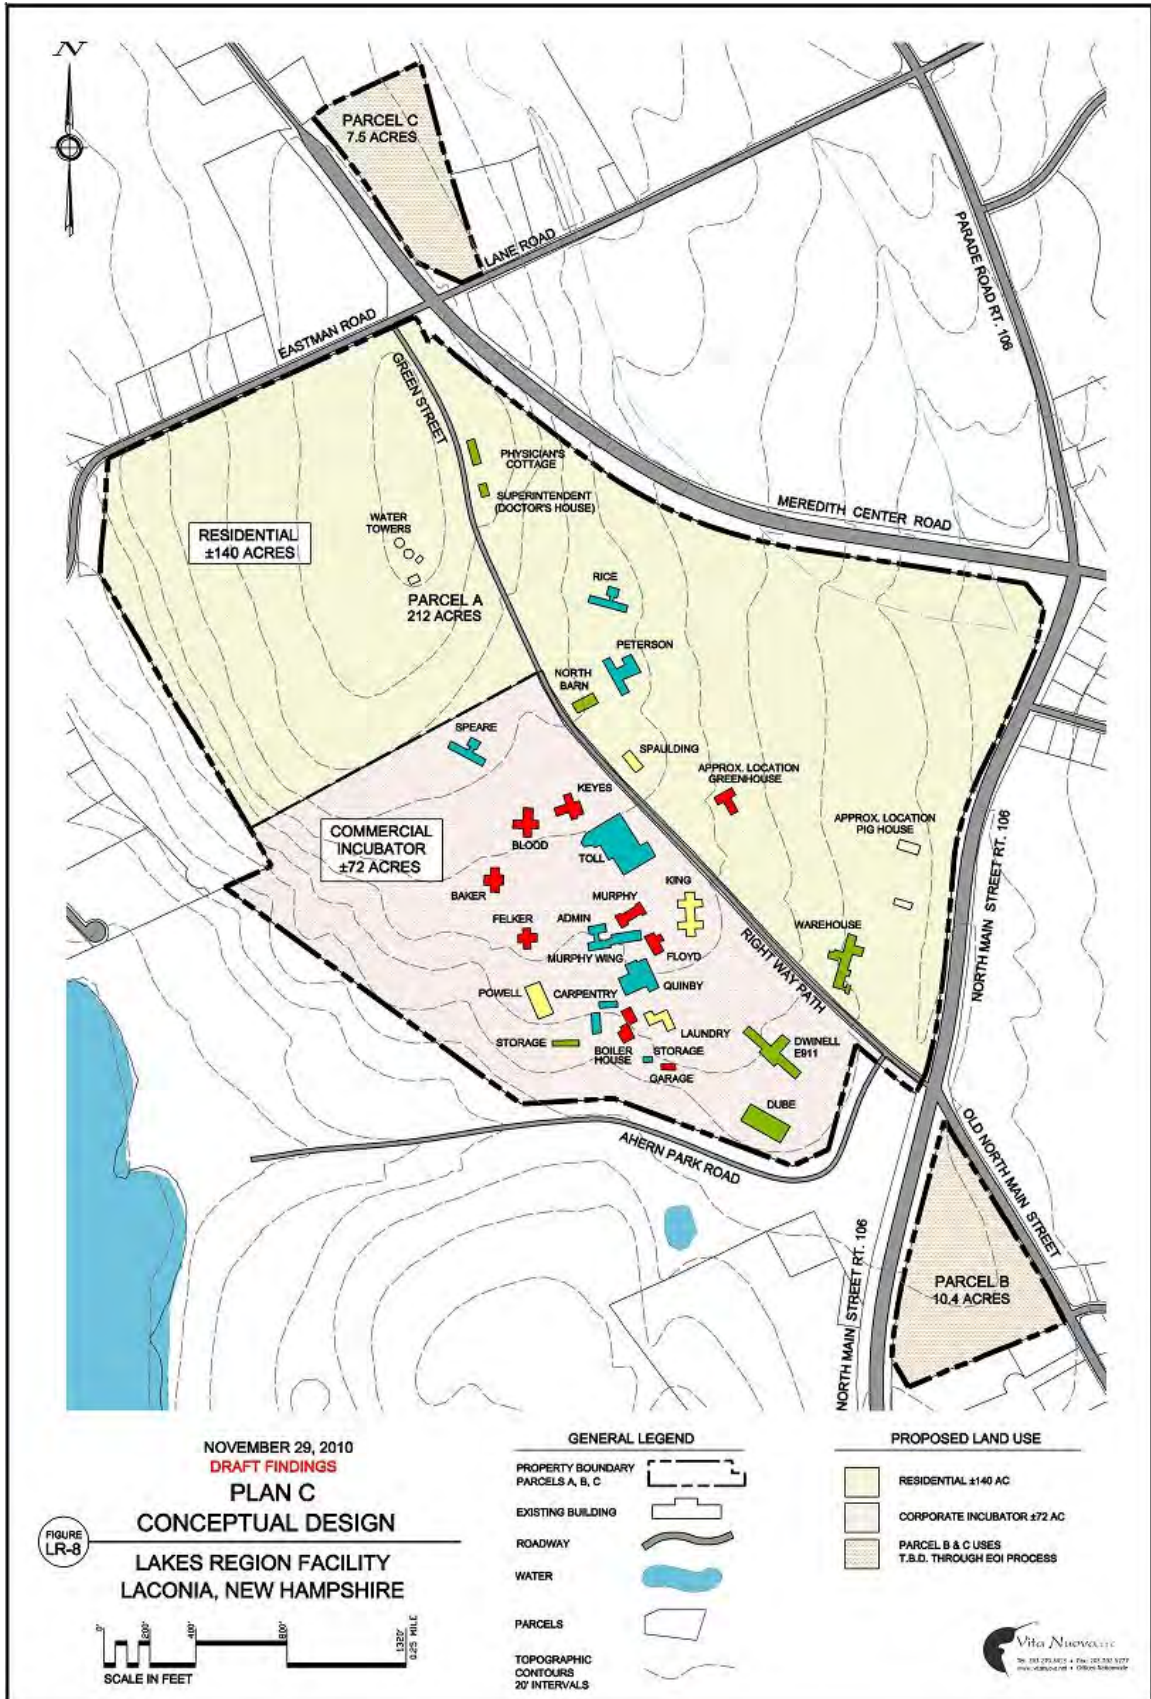 N
PARCEL C
7.5 ACRES
LANE ROAD
PARADE ROAD RT. 106
EASTMAN ROAD
GREEN STREET
PHYSICIAN'S
COTTAGE
SUPERINTENDENT
(DOCTOR'S HOUSE)
MEREDITH CENTER ROAD
WATER
TOWERS
RESIDENTIAL
±140 ACRES
PARCEL A
212 ACRES
RICE
PETERSON
NORTH
BARN
SPEARE
SPAULDING
APPROX. LOCATION
GREENHOUSE
KEYES
APPROX. LOCATION
PIG HOUSE
COMMERCIAL
INCUBATOR
±72 ACRES
BLOOD
TOLL
NORTH MAIN STREET RT. 106
BAKER
MURPHY
KING
FELKER
ADMIN
WAREHOUSE
MURPHY WING
FLOYD
RIGHT WAY PATH
POWELL
CARPENTRY
QUINBY
LAUNDRY
STORAGE
BOILER
HOUSE
STORAGE
DWINELL
E911
GARAGE
DUBE
AHERN PARK ROAD
OLD NORTH MAIN STREET
NORTH MAIN STREET RT. 106
PARCEL B
10.4 ACRES
NOVEMBER 29, 2010
DRAFT FINDINGS
PLAN C
CONCEPTUAL DESIGN
FIGURE
LR-8
LAKES REGION FACILITY
LACONIA, NEW HAMPSHIRE
0' 200' 400' 800' 1320'
0.25 MILE
SCALE IN FEET
GENERAL LEGEND
PROPERTY BOUNDARY
PARCELS A, B, C
EXISTING BUILDING
ROADWAY
WATER
PARCELS
TOPOGRAPHIC
CONTOURS
20' INTERVALS
PROPOSED LAND USE
RESIDENTIAL ±140 AC
CORPORATE INCUBATOR ±72 AC
PARCEL B & C USES
T.B.D. THROUGH EOI PROCESS
Vita Nuova LLC